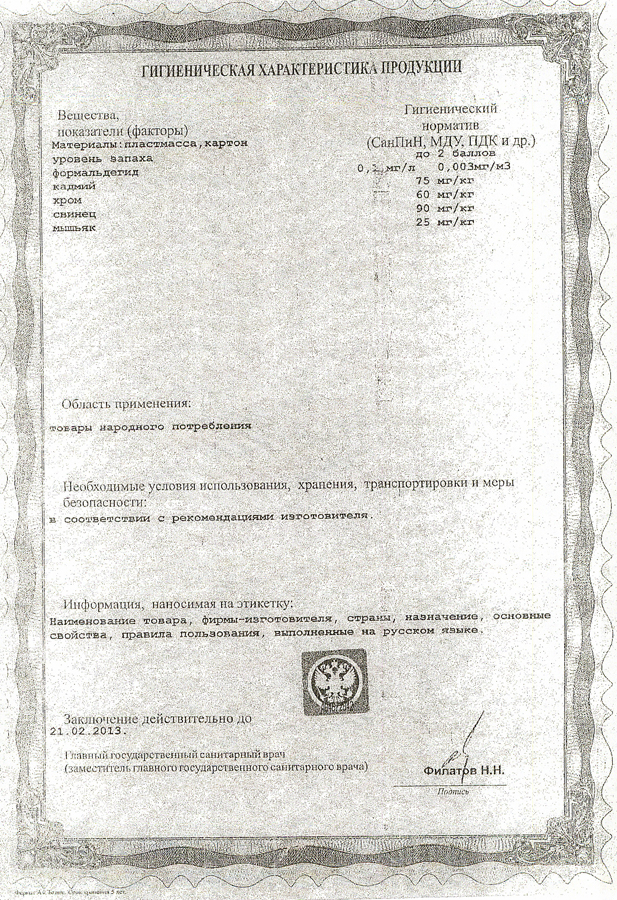 ГИГИЕНИЧЕСКАЯ ХАРАКТЕРИСТИКА ПРОДУКЦИИ
Вещества,
показатели (факторы)
Гигиенический
норматив
(СанПиН, МДУ, ПДК и др.)
Материалы:пластмасса,картон
уровень запаха до 2 баллов
формальдегид мг/л 0,003мг/м3
кадмий 75 мг/кг
хром 60 мг/кг
свинец 90 мг/кг
мышьяк 25 мг/кг
Область применения:
товары народного потребления
Необходимые условия использования, хранения, транспортировки и меры
безопасности:
в соответствии с рекомендациями изготовителя.
Информация, наносимая на этикетку:
Наименование товара, фирмы-изготовителя, страны, назначение, основные
свойства, правила пользования, выполненные на русском языке.
Заключение действительно до
21.02.2013.
Главный государственный санитарный врач
(заместитель главного государственного санитарного врача)
Филатов Н.Н.
Подпись
Срок хранения 5 лет.